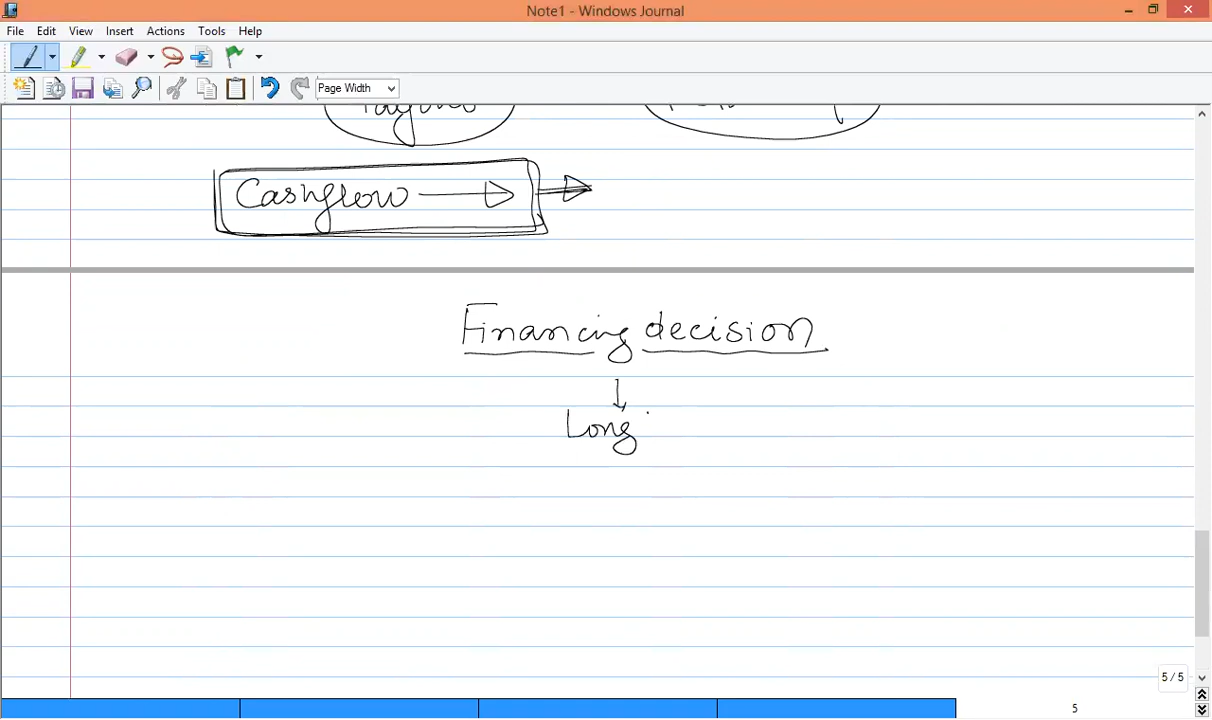 Note1 - Windows Journal
File Edit View Insert Actions Tools Help
Page Width
Cashflow
Financing decision
Long
5 / 5
5